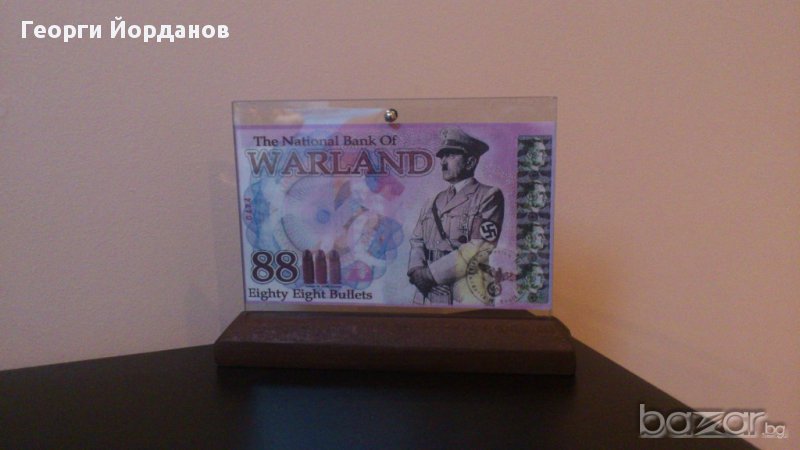 Георги Йорданов
The National Bank Of
WARLAND
88
Eighty Eight Bullets
bazar.bg